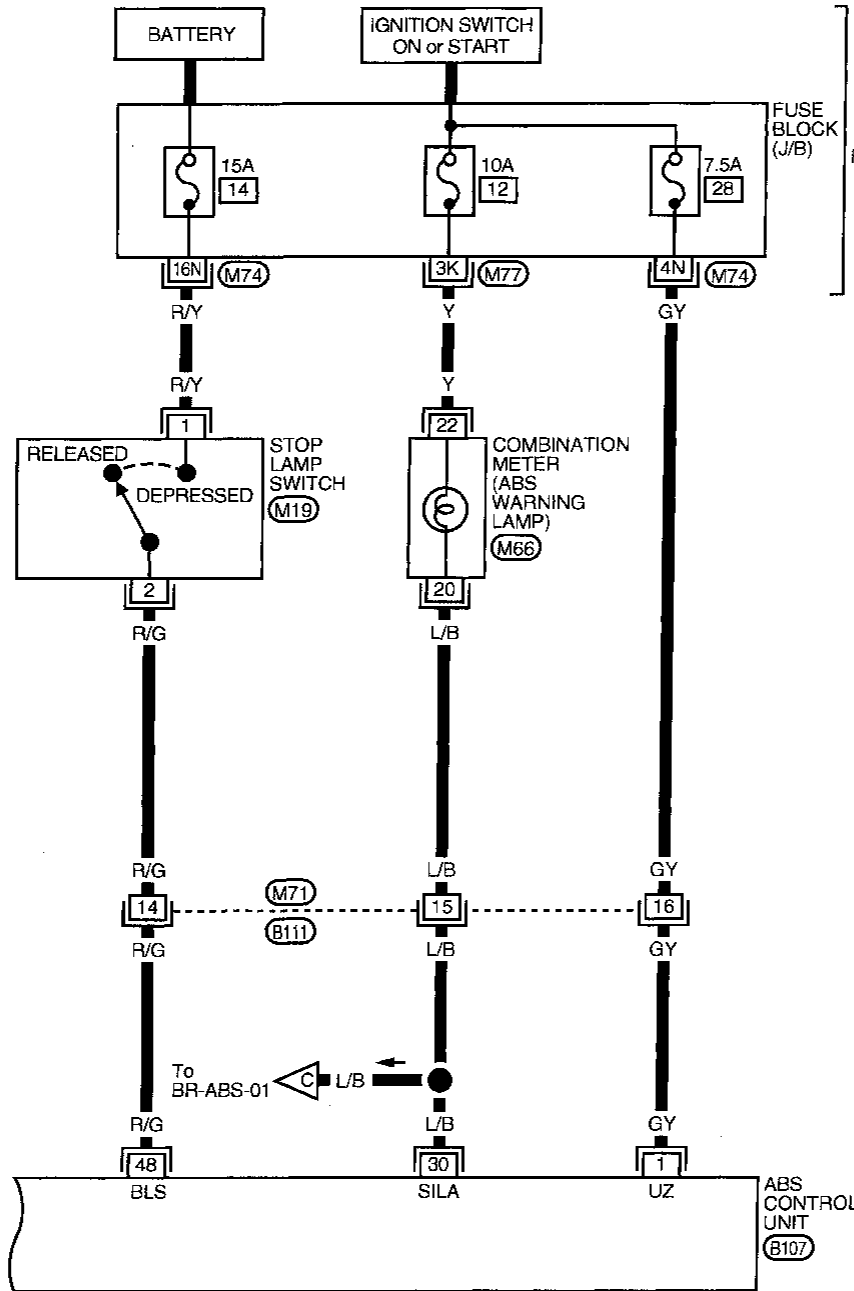 BATTERY
IGNITION SWITCH
ON or START
FUSE
BLOCK
(J/B)
15A
14
10A
12
7.5A
28
16N
M74
3K
M77
4N
M74
R/Y
Y
GY
R/Y
Y
1
22
RELEASED
DEPRESSED
STOP
LAMP
SWITCH
M19
COMBINATION
METER
(ABS
WARNING
LAMP)
M66
2
20
R/G
L/B
R/G
L/B
GY
14
M71
15
16
B111
R/G
L/B
GY
To
BR-ABS-01
C
L/B
R/G
L/B
GY
48
30
1
BLS
SILA
UZ
ABS
CONTROL
UNIT
B107